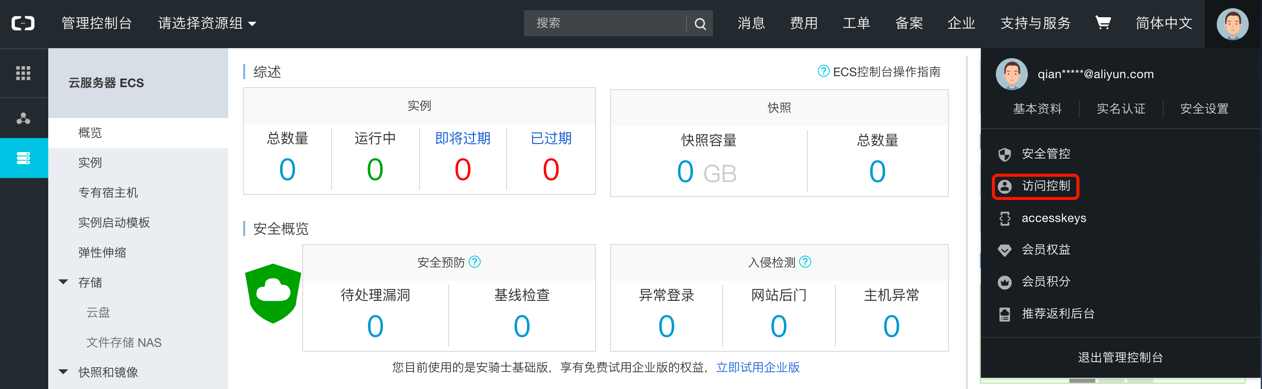 管理控制台 请选择资源组 搜索 消息 费用 工单 备案 企业 支持与服务 简体中文
云服务器 ECS
概览
实例
专有宿主机
实例启动模板
弹性伸缩
存储
云盘
文件存储 NAS
快照和镜像
综述
ECS控制台操作指南
实例
总数量 运行中 即将过期 已过期
0 0 0 0
快照
快照容量 总数量
0 GB 0
安全概览
安全预防
待处理漏洞 基线检查
0 0
入侵检测
异常登录 网站后门 主机异常
0 0 0
您目前使用的是安骑士基础版，享有免费试用企业版的权益，立即试用企业版
qian*****@aliyun.com
基本资料 实名认证 安全设置
安全管控
访问控制
accesskeys
会员权益
会员积分
推荐返利后台
退出管理控制台